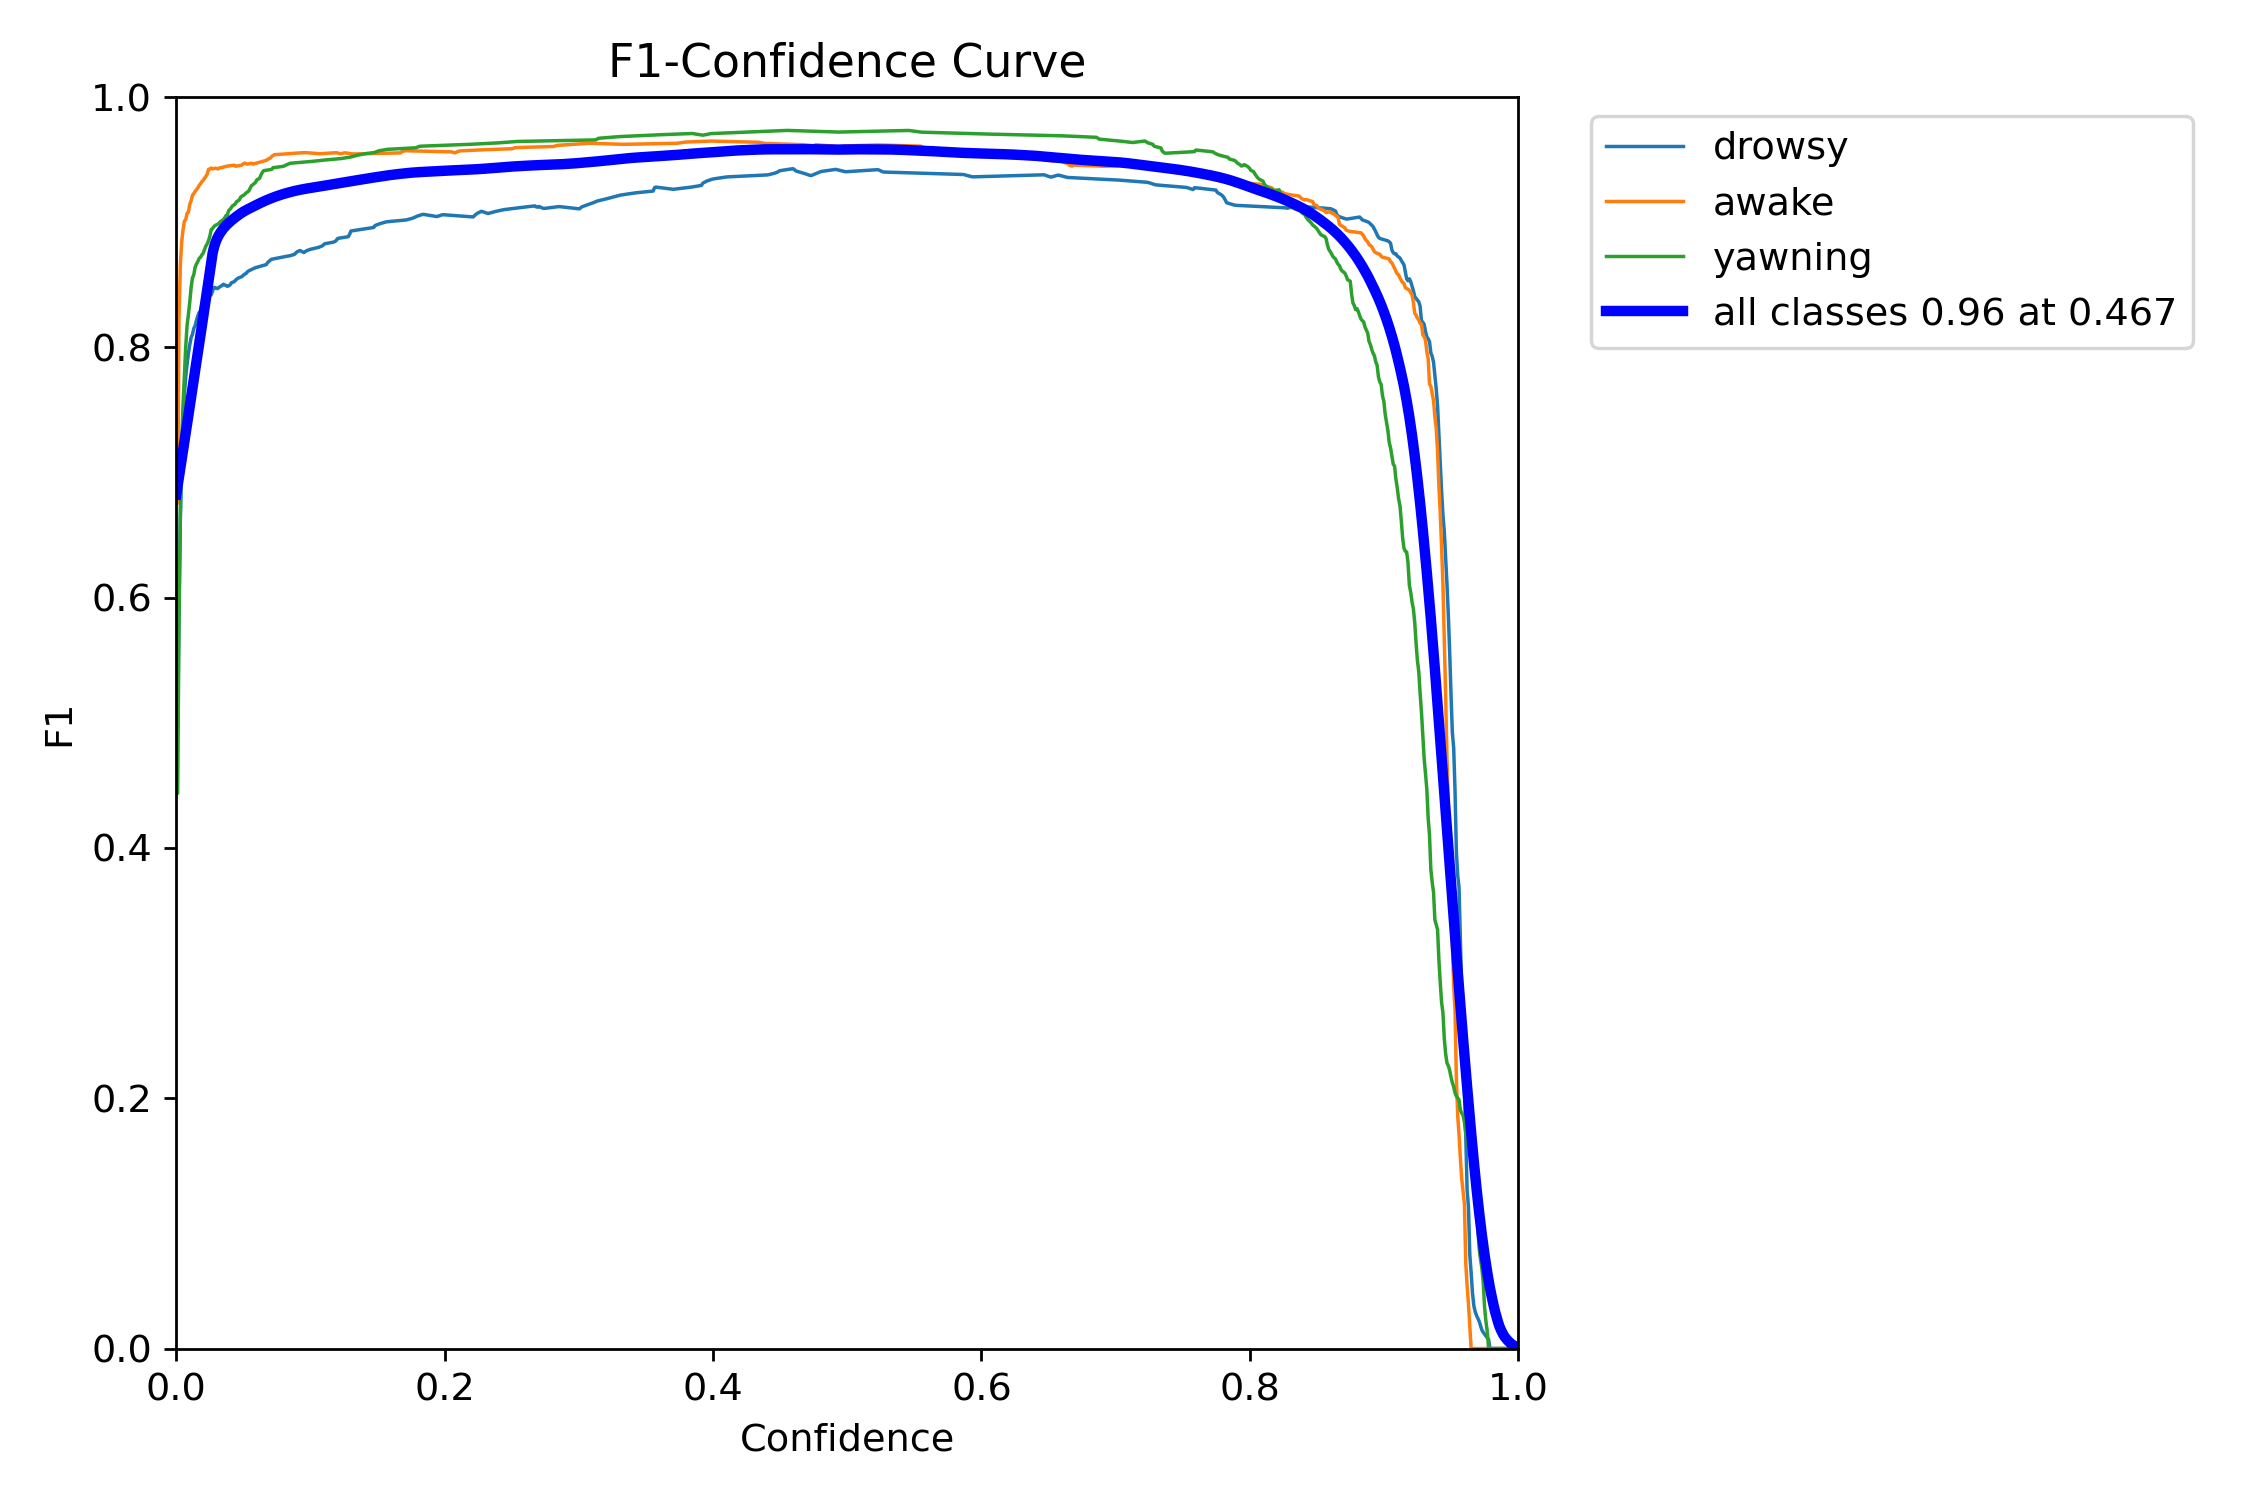 F1-Confidence Curve
1.0
0.8
0.6
0.4
0.2
0.0
F1
0.0 0.2 0.4 0.6 0.8 1.0
Confidence
drowsy
awake
yawning
all classes 0.96 at 0.467